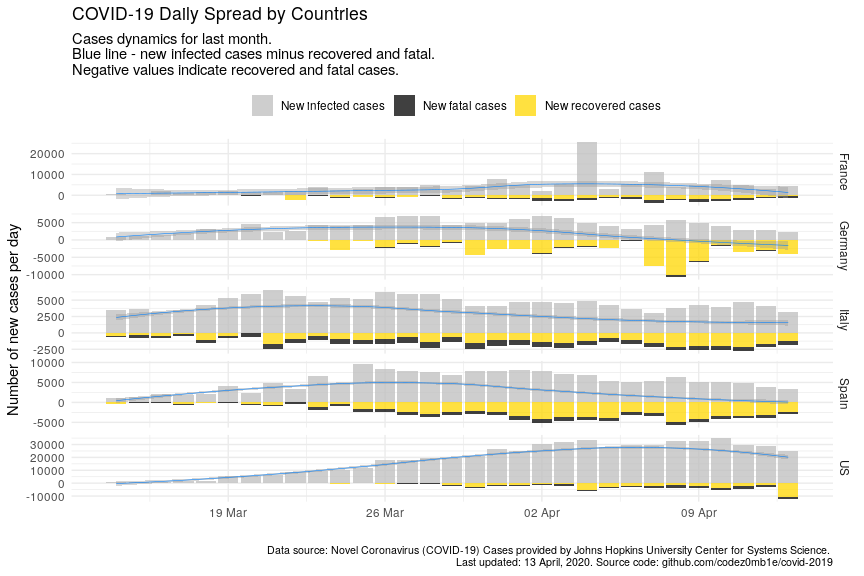 COVID-19 Daily Spread by Countries
Cases dynamics for last month.
Blue line - new infected cases minus recovered and fatal.
Negative values indicate recovered and fatal cases.
New infected cases New fatal cases New recovered cases
Number of new cases per day
20000
10000
0
France
5000
0
-5000
-10000
Germany
5000
2500
0
-2500
Italy
10000
5000
0
-5000
Spain
30000
20000
10000
0
-10000
US
19 Mar 26 Mar 02 Apr 09 Apr
Data source: Novel Coronavirus (COVID-19) Cases provided by Johns Hopkins University Center for Systems Science.
Last updated: 13 April, 2020. Source code: github.com/codez0mb1e/covid-2019